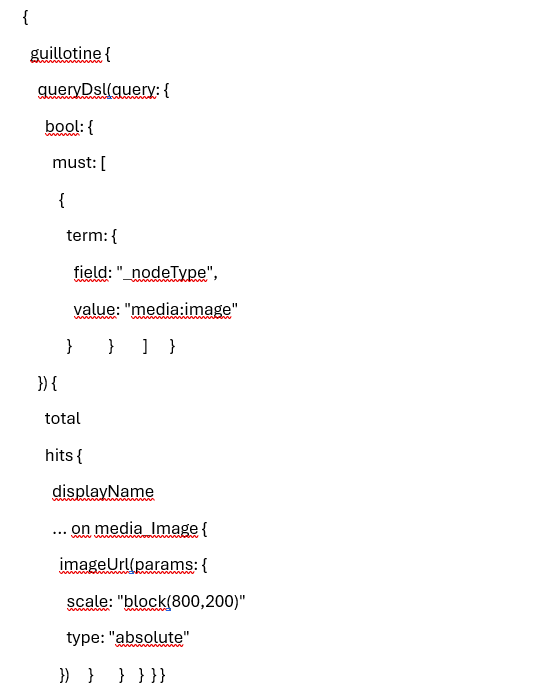 {
guillotine {
queryDsl(query: {
bool: {
must: [
{
term: {
field: "_nodeType",
value: "media:image"
} } ] }
}) {
total
hits {
displayName
... on media_Image {
imageUrl(params: {
scale: "block(800,200)"
type: "absolute"
}) } } } } }